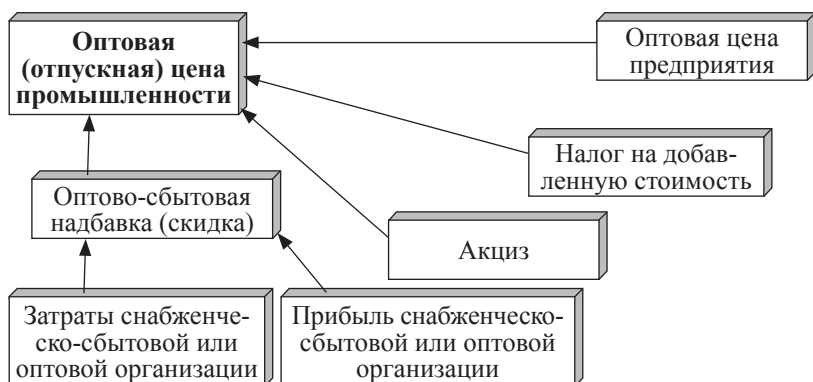 Оптовая
(отпускная) цена
промышленности
Оптовая цена
предприятия
Налог на добав-
ленную стоимость
Оптово-сбытовая
надбавка (скидка)
Акциз
Затраты снабженче-
ско-сбытовой или
оптовой организации
Прибыль снабженческо-
сбытовой или оптовой
организации